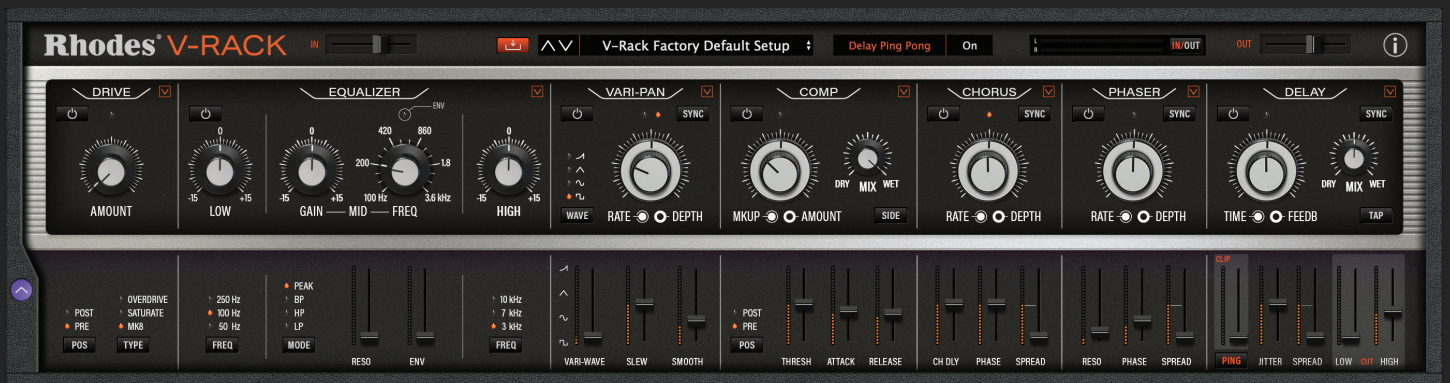 Rhodes® V-RACK IN V-Rack Factory Default Setup Delay Ping Pong On L R IN/OUT OUT i
DRIVE EQUALIZER VARI-PAN COMP CHORUS PHASER DELAY
ENV
SYNC SYNC SYNC SYNC
0 0 420 860 0
200 1.8
DRY MIX WET DRY MIX WET
-15 +15 -15 +15 100 Hz 3.6 kHz -15 +15
AMOUNT LOW GAIN MID FREQ HIGH WAVE RATE DEPTH MKUP AMOUNT SIDE RATE DEPTH RATE DEPTH TIME FEEDB TAP
CLIP
PEAK
OVERDRIVE 250 Hz BP 10 kHz
POST SATURATE 100 Hz HP 7 kHz POST
PRE MK8 50 Hz LP 3 kHz PRE
POS TYPE FREQ MODE FREQ POS
RESO ENV VARI-WAVE SLEW SMOOTH THRESH ATTACK RELEASE CH DLY PHASE SPREAD RESO PHASE SPREAD PING JITTER SPREAD LOW CUT HIGH